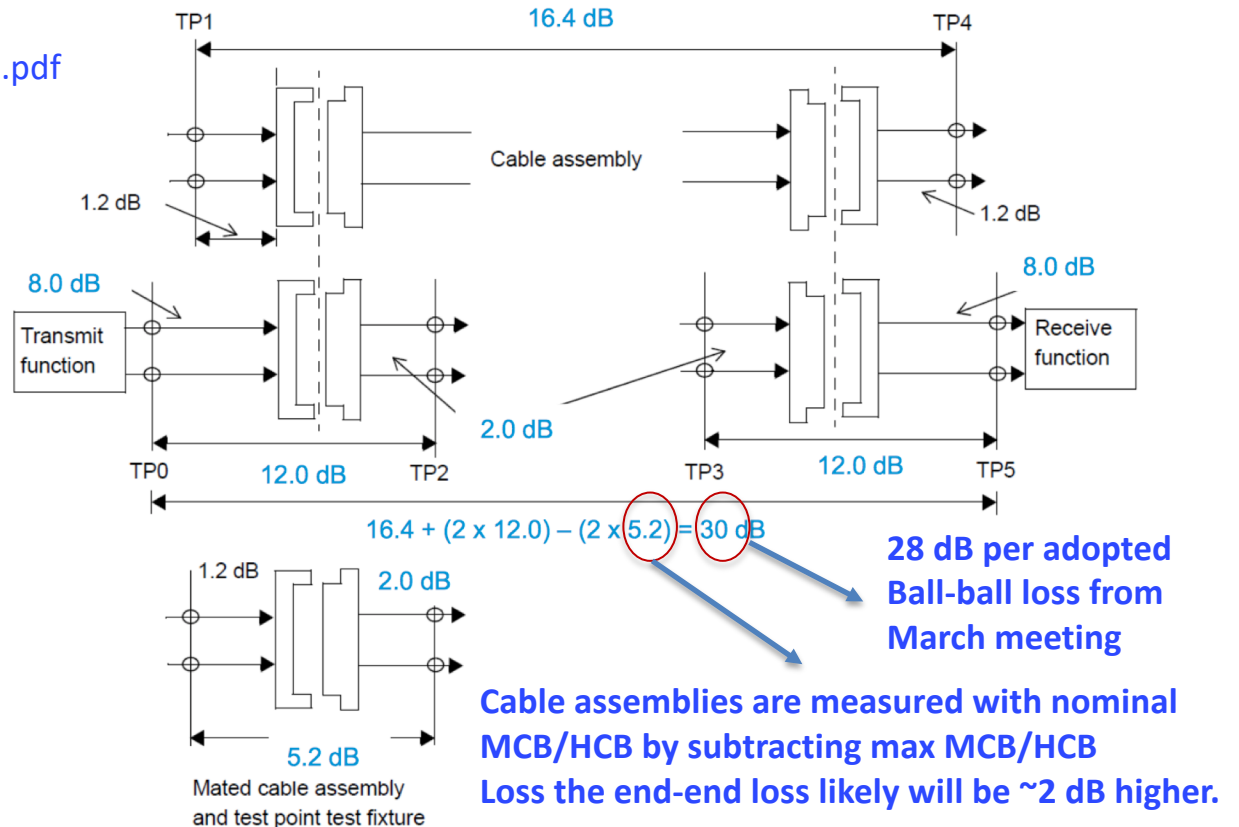 16.4 dB
TP1
TP4
.pdf
Cable assembly
1.2 dB
1.2 dB
8.0 dB
8.0 dB
Transmit
function
Receive
function
2.0 dB
TP0
12.0 dB
TP2
TP3
12.0 dB
TP5
16.4 + (2 x 12.0) – (2 x 5.2) = 30 dB
28 dB per adopted
Ball-ball loss from
March meeting
1.2 dB
2.0 dB
5.2 dB
Cable assemblies are measured with nominal
MCB/HCB by subtracting max MCB/HCB
Loss the end-end loss likely will be ~2 dB higher.
Mated cable assembly
and test point test fixture